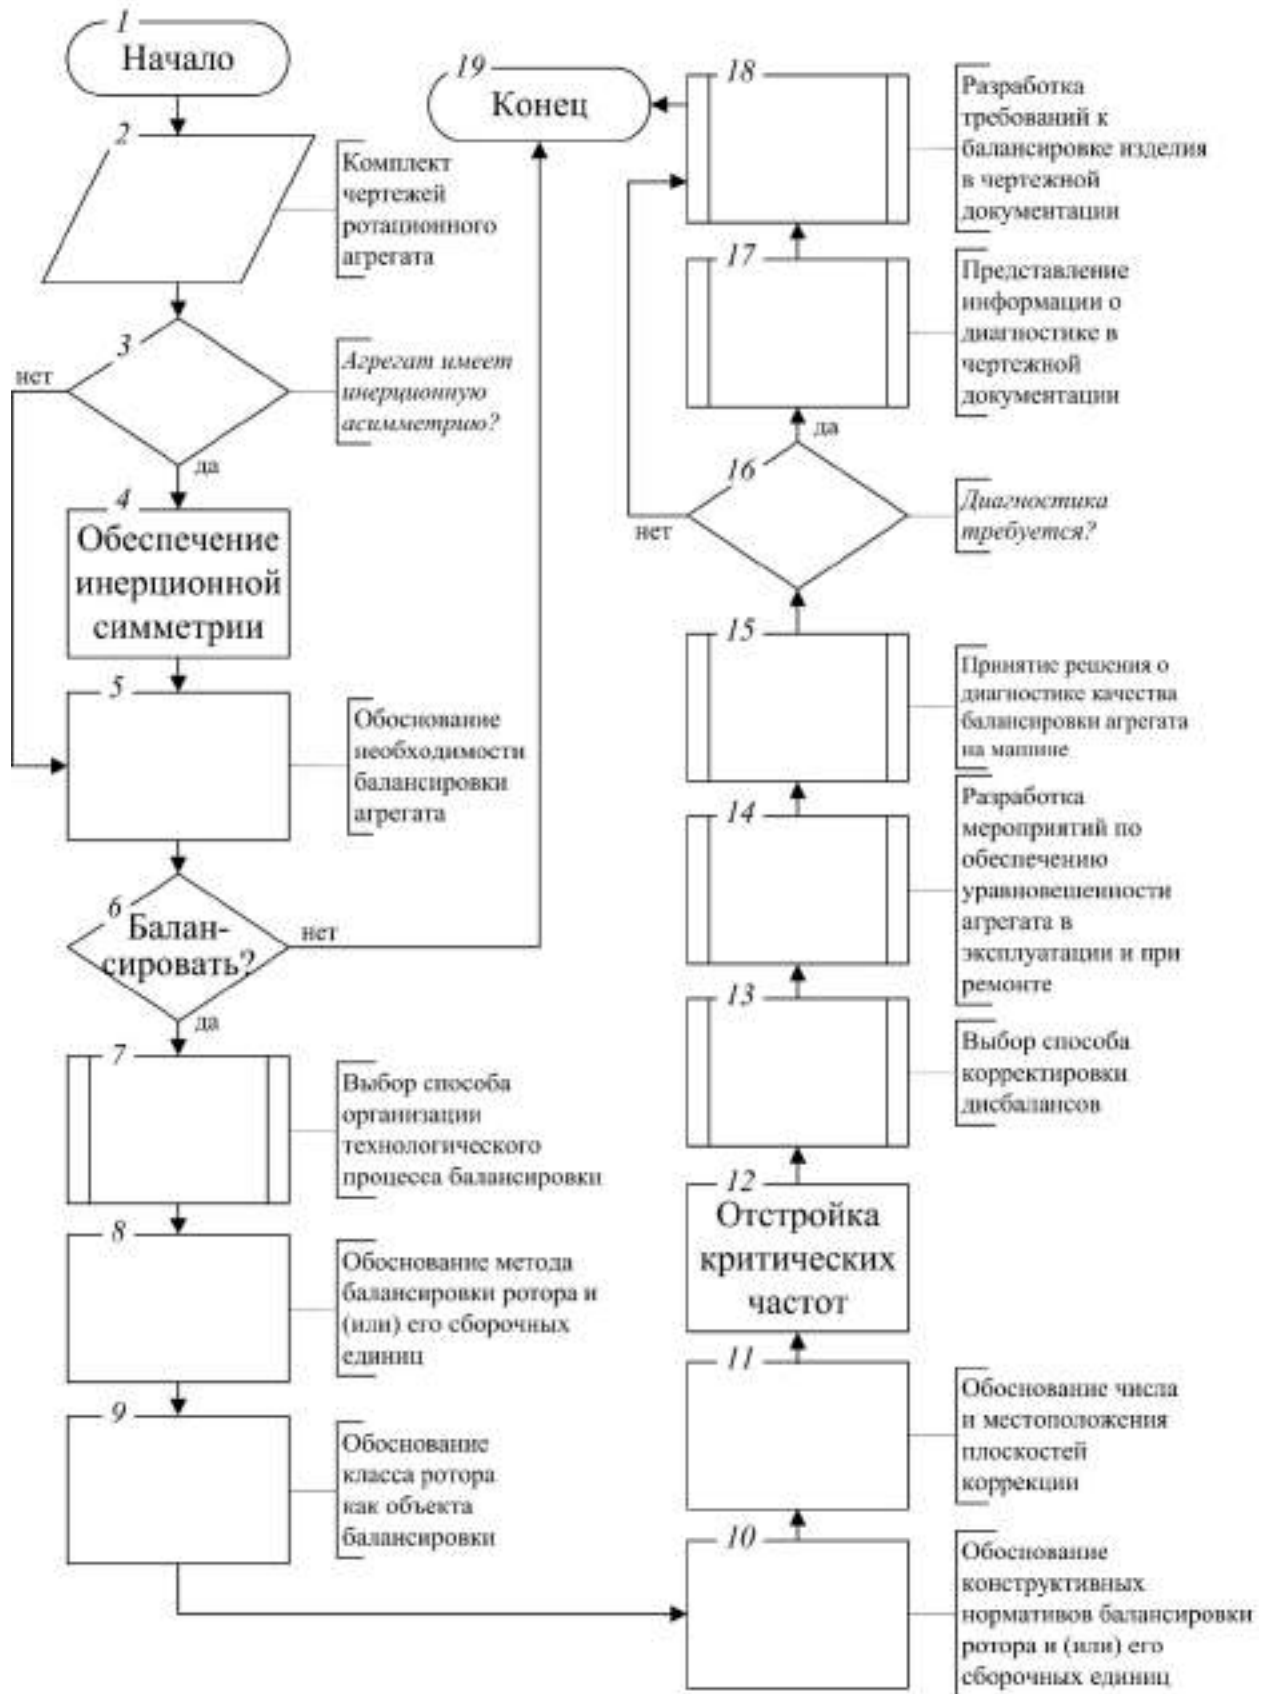 1
Начало
2
Комплект
чертежей
ротационного
агрегата
3
нет
Агрегат имеет
инерционную
асимметрию?
да
4
Обеспечение
инерционной
симметрии
5
Обоснование
необходимости
балансировки
агрегата
6
Балан-
сировать?
нет
да
7
Выбор способа
организации
технологического
процесса балансировки
8
Обоснование метода
балансировки ротора и
(или) его сборочных
единиц
9
Обоснование
класса ротора
как объекта
балансировки
10
Обоснование
конструктивных
нормативов балансировки
ротора и (или) его
сборочных единиц
11
Обоснование числа
и местоположения
плоскостей
коррекции
12
Отстройка
критических
частот
13
Выбор способа
корректировки
дисбалансов
14
Разработка
мероприятий по
обеспечению
уравновешенности
агрегата в
эксплуатации и при
ремонте
15
Принятие решения о
диагностике качества
балансировки агрегата
на машине
16
Диагностика
требуется?
нет
да
17
Представление
информации о
диагностике в
чертежной
документации
18
Разработка
требований к
балансировке изделия
в чертежной
документации
19
Конец